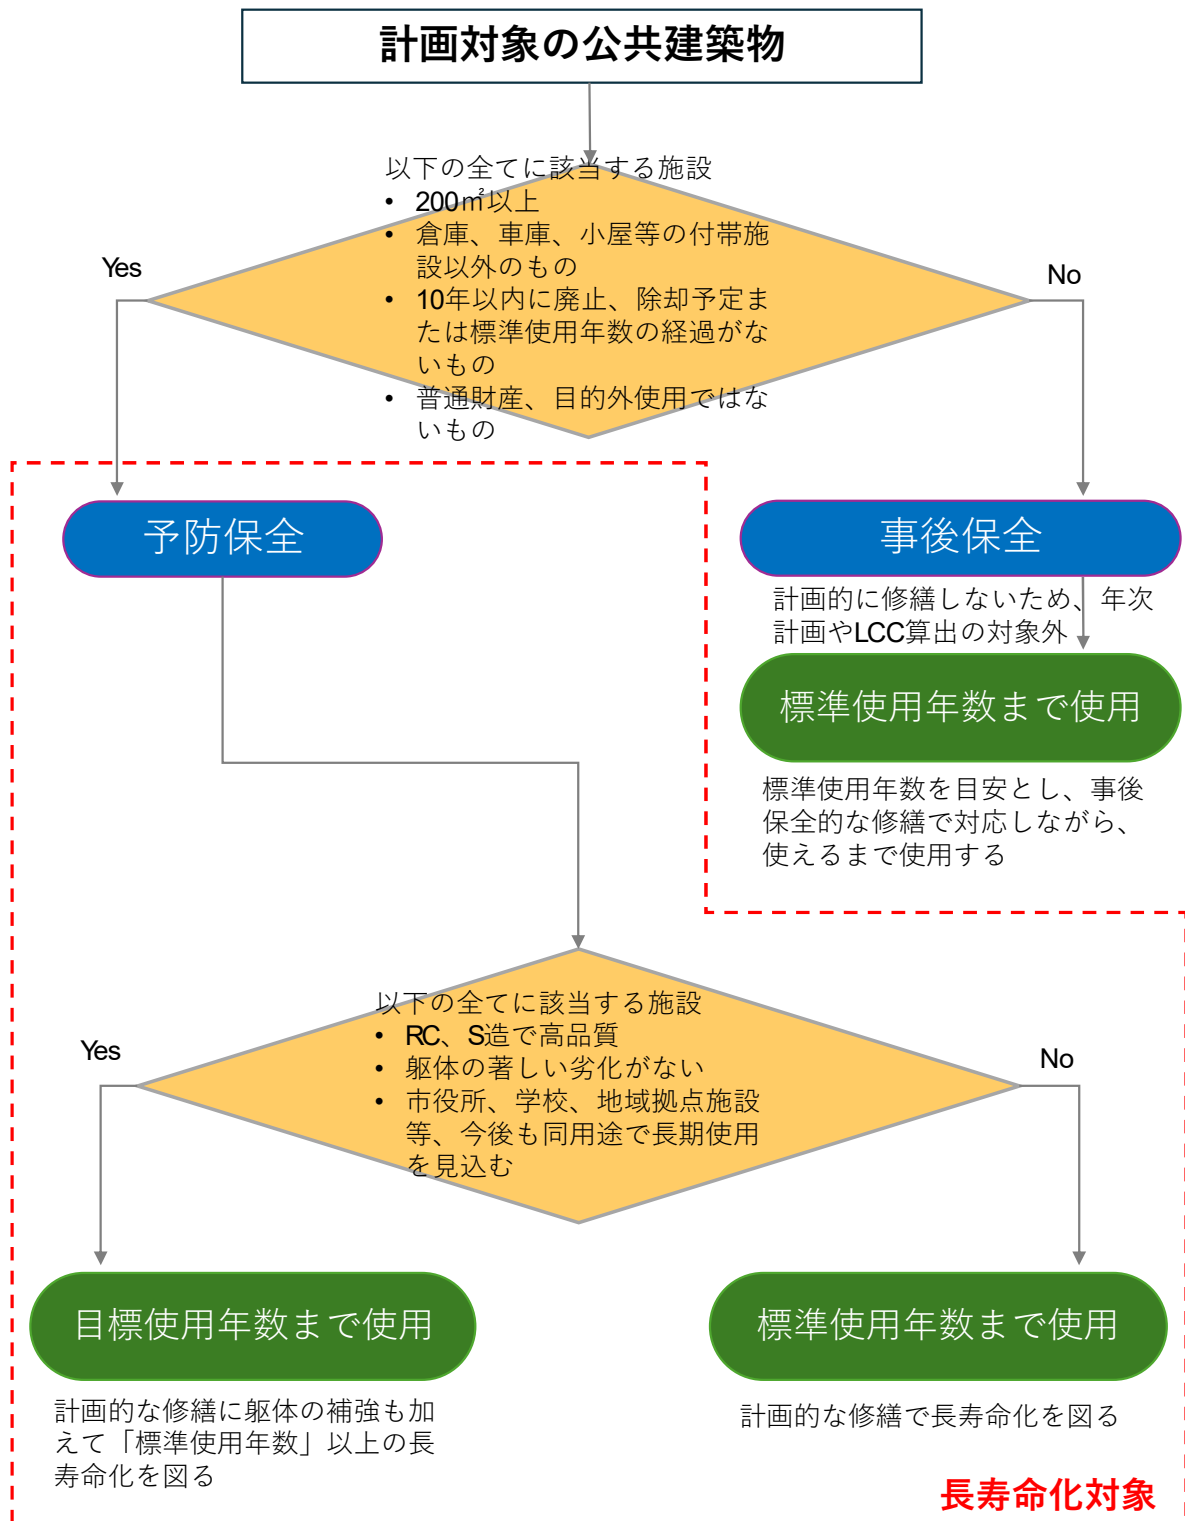 計画対象の公共建築物
以下の全てに該当する施設
• 200㎡以上
• 倉庫、車庫、小屋等の付帯施
設以外のもの
• 10年以内に廃止、除却予定ま
たは標準使用年数の経過がな
いもの
• 普通財産、目的外使用ではな
いもの
Yes
No
予防保全
事後保全
計画的に修繕しないため、年次
計画やLCC算出の対象外
標準使用年数まで使用
標準使用年数を目安とし、事後
保全的な修繕で対応しながら、
使えるまで使用する
以下の全てに該当する施設
• RC、S造で高品質
• 躯体の著しい劣化がない
• 市役所、学校、地域拠点施設
等、今後も同用途で長期使用
を見込む
Yes
No
目標使用年数まで使用
標準使用年数まで使用
計画的な修繕に躯体の補強も加
えて「標準使用年数」以上の長
寿命化を図る
計画的な修繕で長寿命化を図る
長寿命化対象